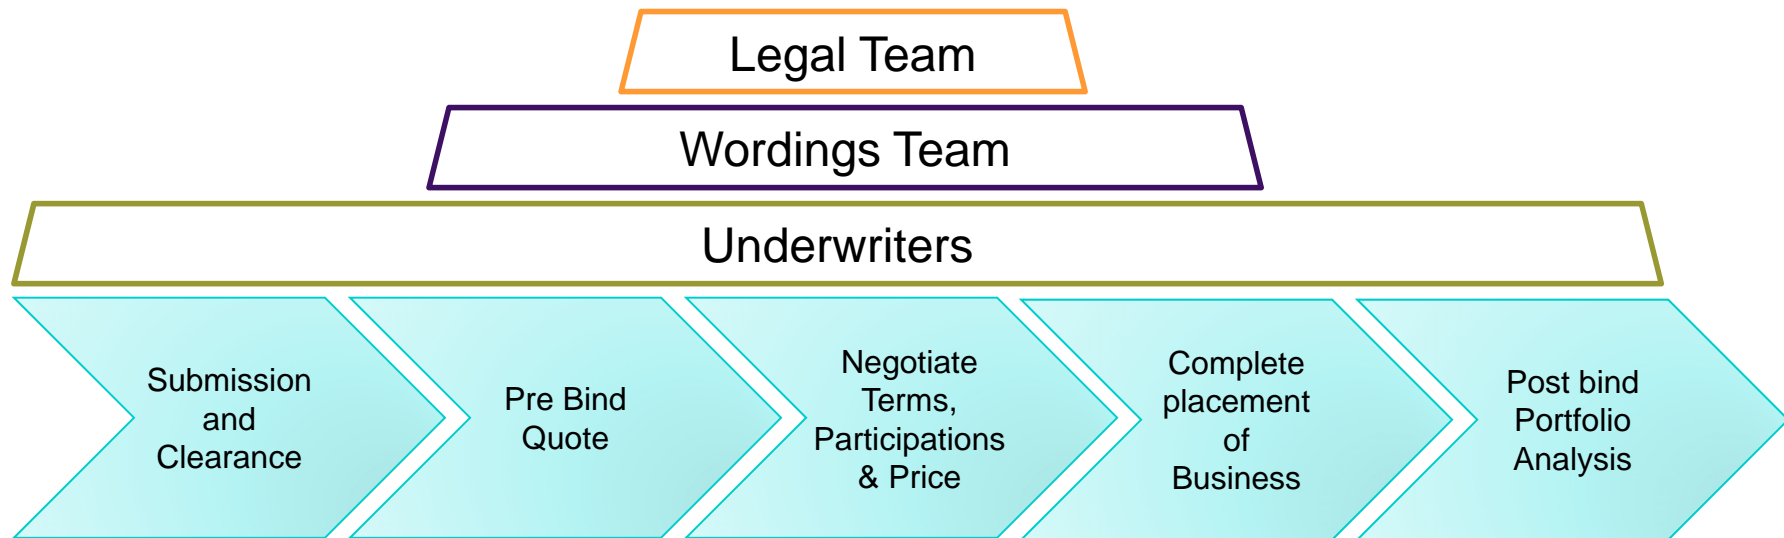 Legal Team
Wordings Team
Underwriters
Submission
and
Clearance
Pre Bind
Quote
Negotiate
Terms,
Participations
& Price
Complete
placement
of
Business
Post bind
Portfolio
Analysis